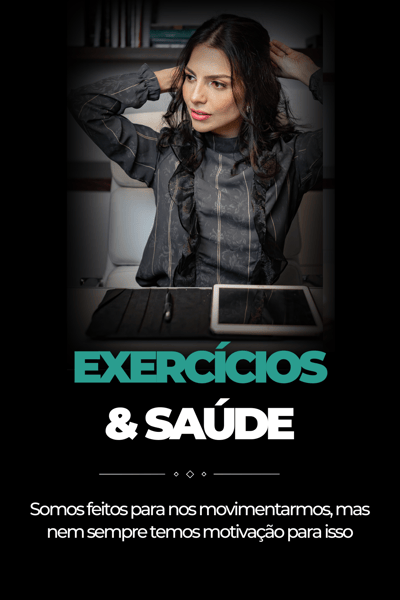 EXERCÍCIOS
& SAÚDE
Somos feitos para nos movimentarmos, mas
nem sempre temos motivação para isso